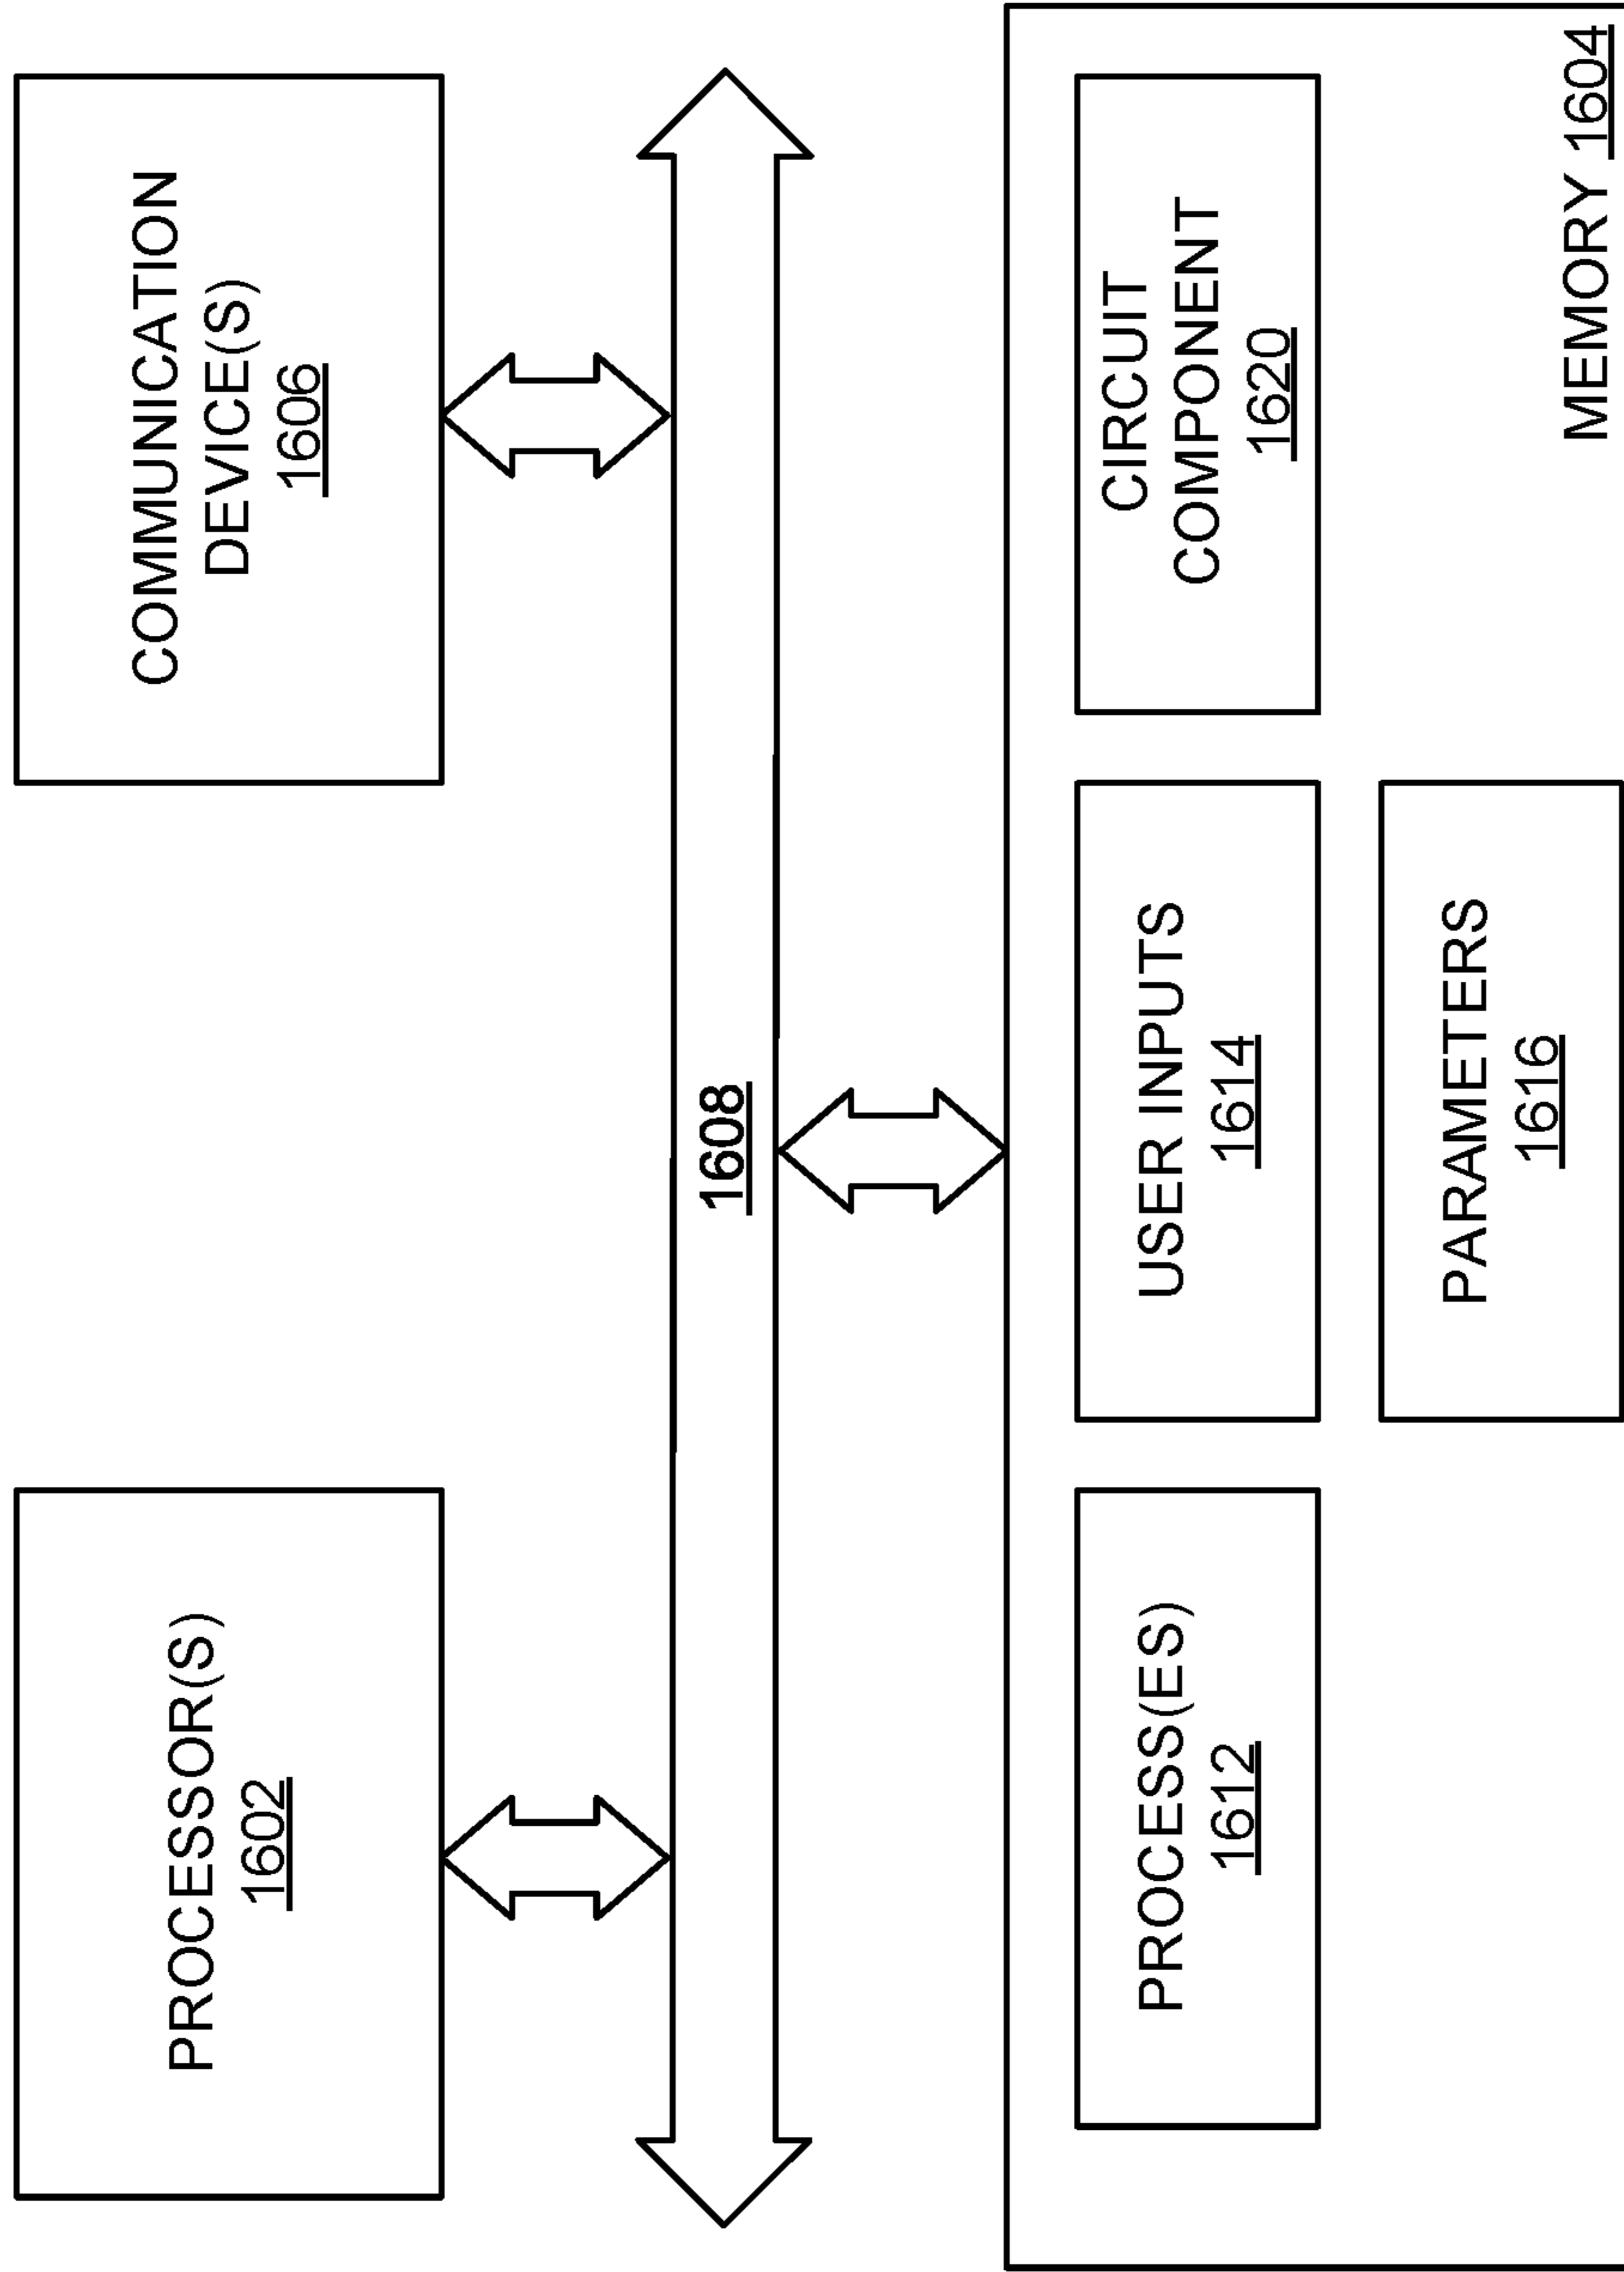 PROCESSOR(S)
1602
COMMUNICATION
DEVICE(S)
1606
1608
PROCESS(ES)
1612
USER INPUTS
1614
CIRCUIT
COMPONENT
1620
PARAMETERS
1616
MEMORY 1604